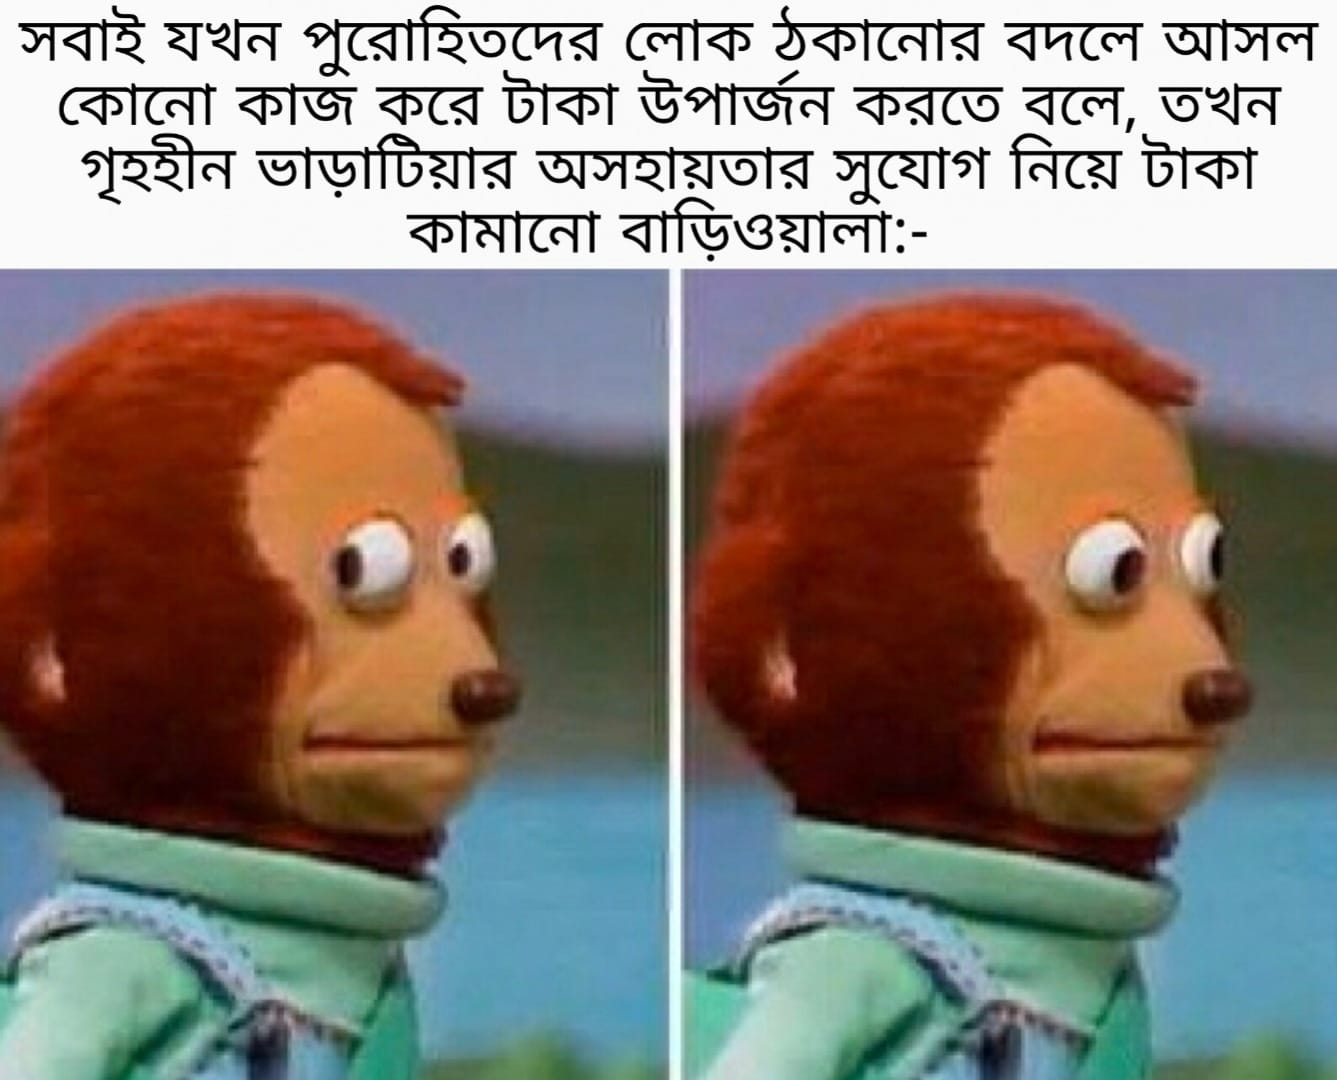 সবাই যখন পুরোহিতদের লোক ঠকানোর বদলে আসল
কোনো কাজ করে টাকা উপার্জন করতে বলে, তখন
গৃহহীন ভাড়াটিয়ার অসহায়তার সুযোগ নিয়ে টাকা
কামানো বাড়িওয়ালা:-